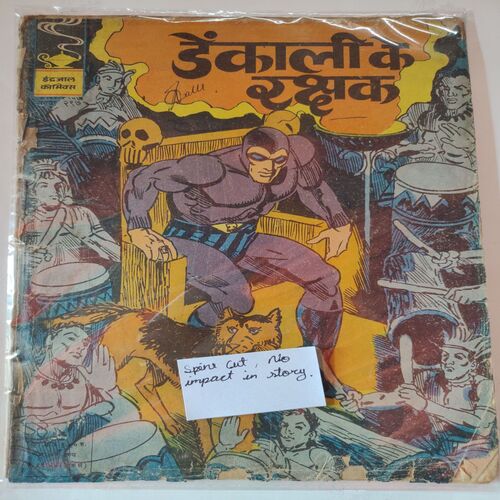 डेंकाली के
रक्षक
इंद्रजाल
कॉमिक्स
Spine cut, No
impact in story.